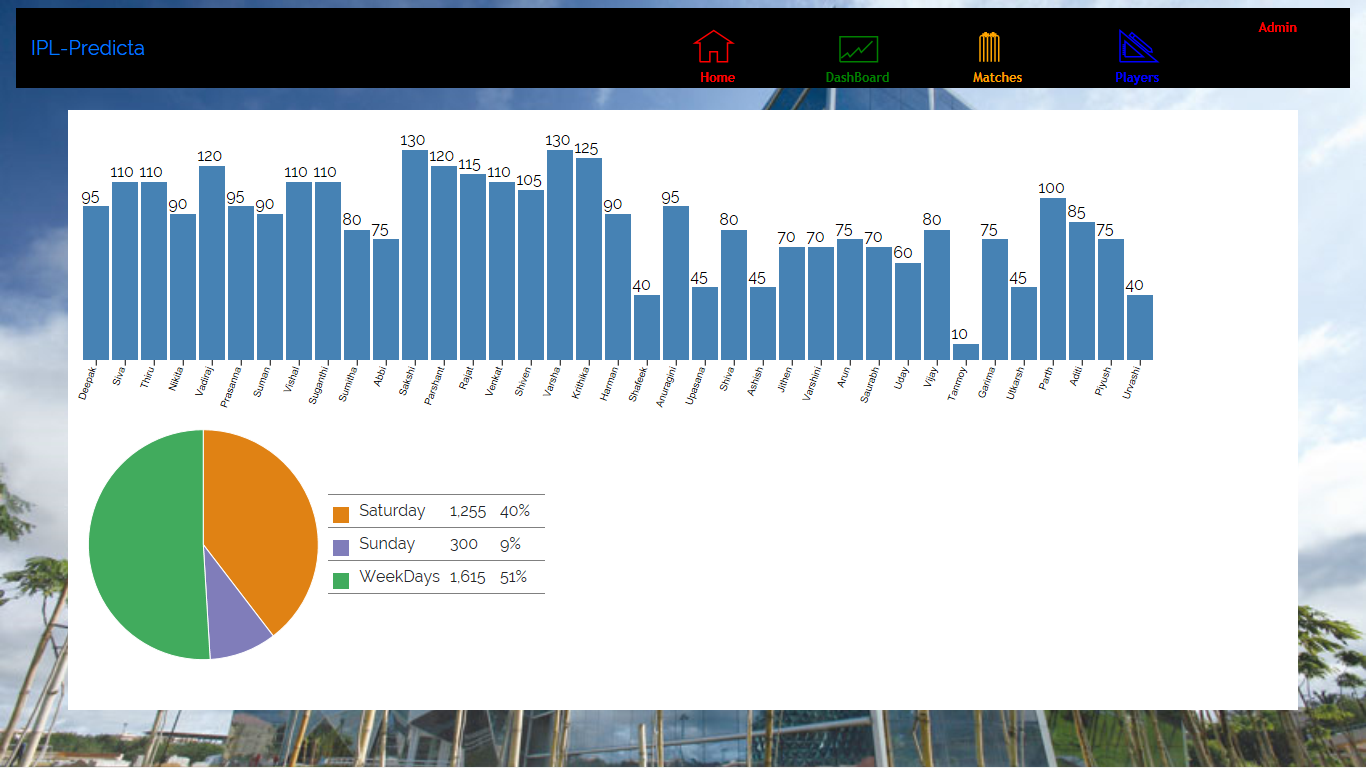 Admin
IPL-Predicta
Home DashBoard Matches Players
95 110 110 90 120 95 90 110 110 80 75 130 120 115 110 105 130 125 90 40 95 45 80 45 70 70 75 70 60 80 10 75 45 100 85 75 40
Deepak Siva Thiru Nikita Vadiraj Prasanna Suman Vishal Suganthi Sumitha Abbi Sakshi Parshant Rajat Venkat Shiven Varsha Krithika Harman Shafeek Anuragini Upasana Shiva Ashish Jithen Varshini Arun Saurabh Uday Vijay Tanmoy Garima Utkarsh Parth Aditi Piyush Urvashi
Saturday 1,255 40%
Sunday 300 9%
WeekDays 1,615 51%